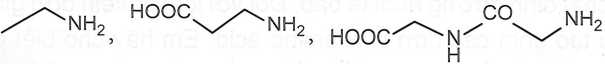 NH₂, HOOC NH₂, HOOC N H CO NH₂